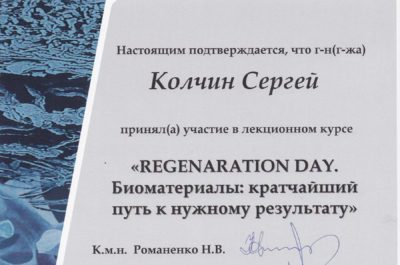 Настоящим подтверждается, что г-н(г-жа)
Колчин Сергей
принял(а) участие в лекционном курсе
«REGENARATION DAY.
Биоматериалы: кратчайший
путь к нужному результату»
К.м.н. Романенко Н.В.